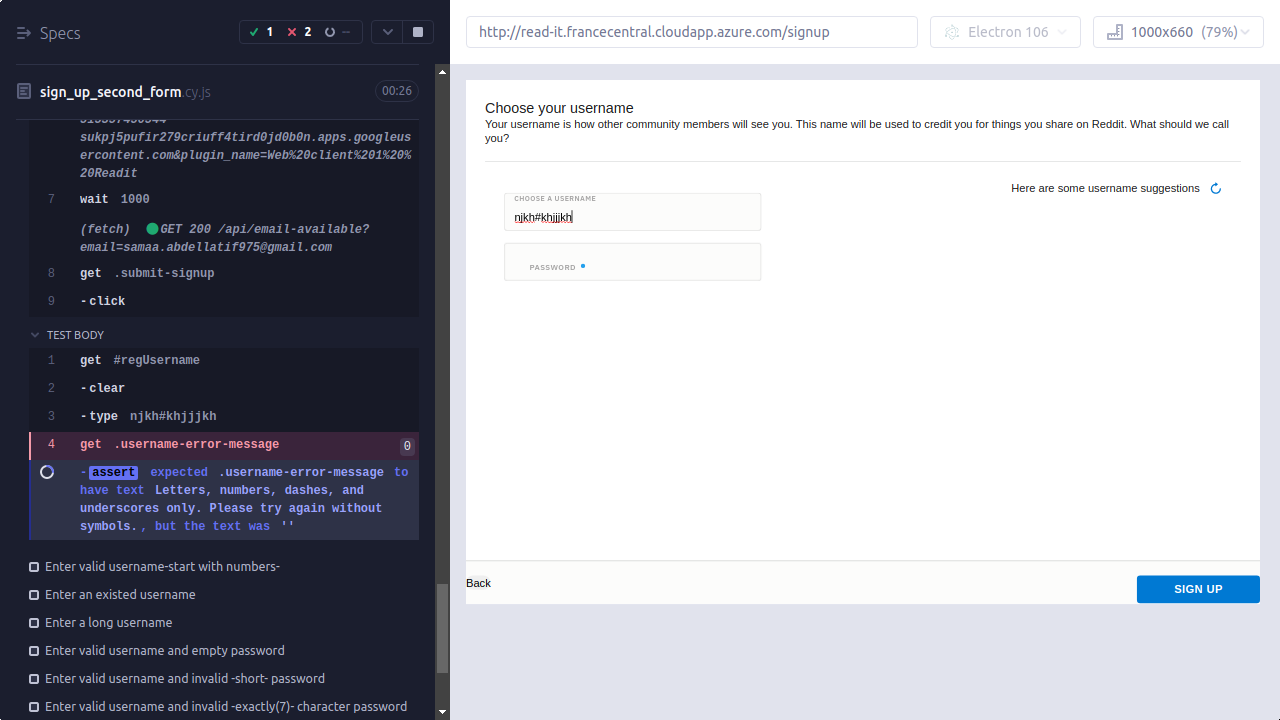 Specs
1
2
--
sign_up_second_form.cy.js
00:26
sukpj5pufir279criuff4tird0jd0b0n.apps.googleus
ercontent.com&plugin_name=Web%20client%201%20%
20Readit
7 wait 1000
(fetch) GET 200 /api/email-available?
email=samaa.abdellatif975@gmail.com
8 get .submit-signup
9 -click
TEST BODY
1 get #regUsername
2 -clear
3 -type njkh#khjjjkh
4 get .username-error-message 0
-assert expected .username-error-message to
have text Letters, numbers, dashes, and
underscores only. Please try again without
symbols. , but the text was ''
Enter valid username-start with numbers-
Enter an existed username
Enter a long username
Enter valid username and empty password
Enter valid username and invalid -short- password
Enter valid username and invalid -exactly(7)- character password
http://read-it.francecentral.cloudapp.azure.com/signup
Electron 106
1000x660 (79%)
Choose your username
Your username is how other community members will see you. This name will be used to credit you for things you share on Reddit. What should we call
you?
Here are some username suggestions
CHOOSE A USERNAME
njkh#khjjjkh
PASSWORD
Back
SIGN UP